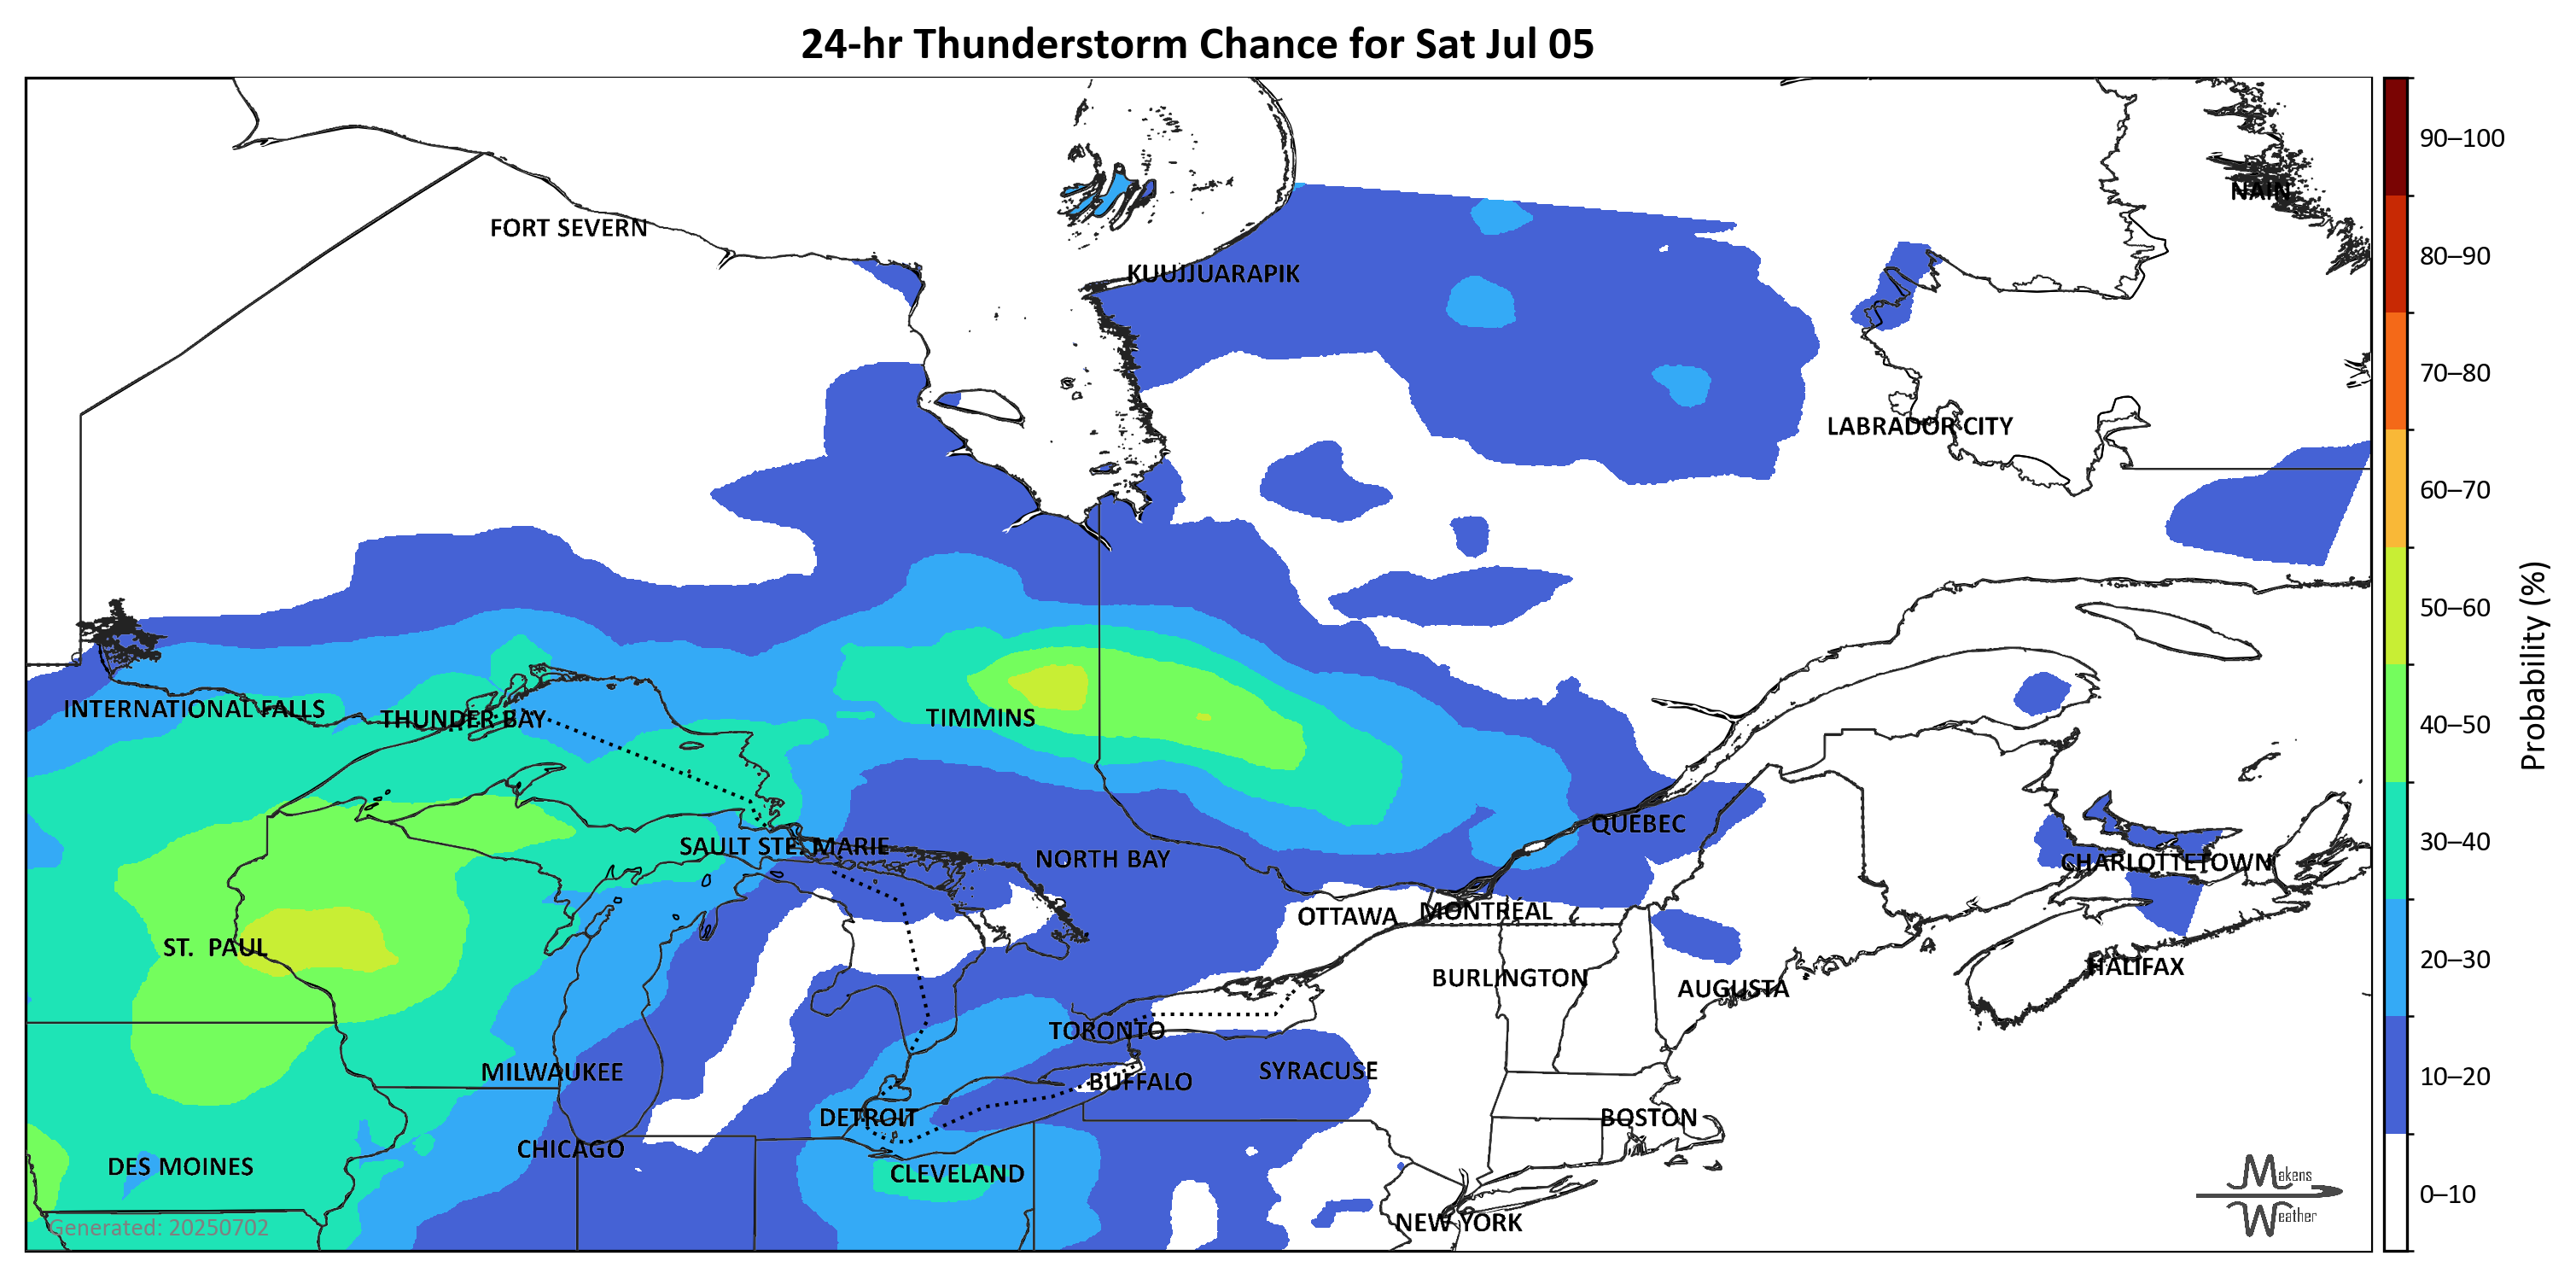 24-hr Thunderstorm Chance for Sat Jul 05
NAIN
FORT SEVERN
KUUJJUARAPIK
LABRADOR CITY
INTERNATIONAL FALLS
THUNDER BAY
TIMMINS
QUEBEC
SAULT STE. MARIE
NORTH BAY
CHARLOTTETOWN
OTTAWA
MONTREAL
ST. PAUL
HALIFAX
BURLINGTON
AUGUSTA
TORONTO
MILWAUKEE
BUFFALO
SYRACUSE
DETROIT
BOSTON
CHICAGO
DES MOINES
CLEVELAND
NEW YORK
Generated: 20250702
Makens
Weather
90–100
80–90
70–80
60–70
50–60
40–50
30–40
20–30
10–20
0–10
Probability (%)